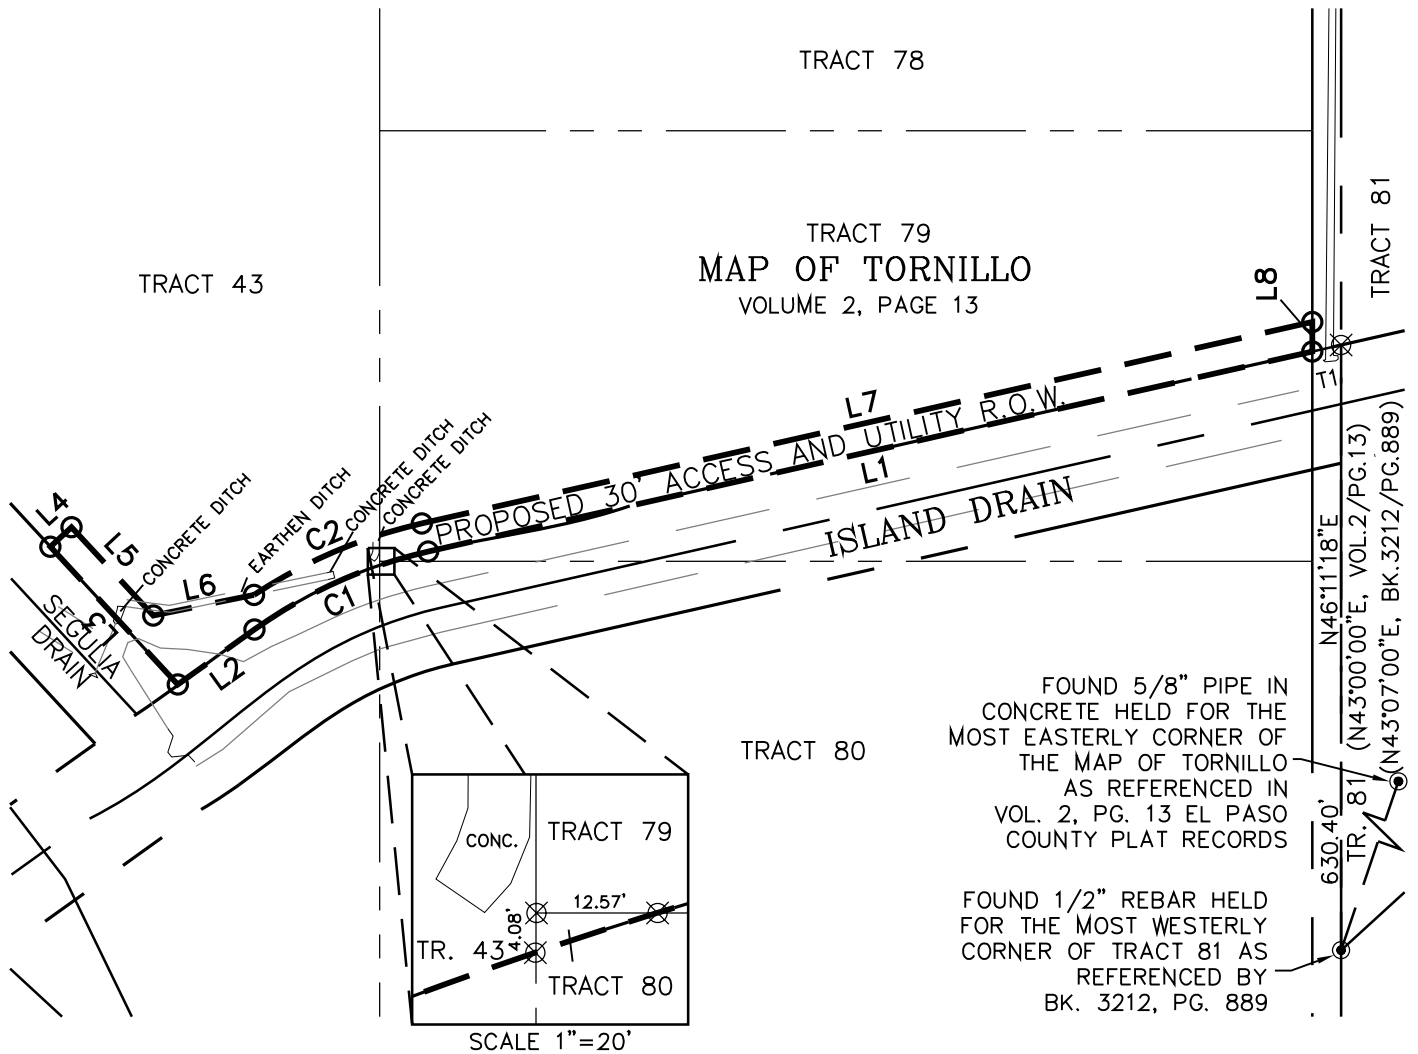 TRACT 78
TRACT 81
TRACT 79
MAP OF TORNILLO
VOLUME 2, PAGE 13
TRACT 43
L8
T1
L7
PROPOSED 30' ACCESS AND UTILITY R.O.W.
L1
ISLAND DRAIN
CONCRETE DITCH
CONCRETE DITCH
EARTHEN DITCH
CONCRETE DITCH
C2
C1
L4
L5
L6
L3
L2
SEGULIA
DRAIN
N46°11'18"E
(N43°00'00"E, VOL.2/PG.13)
(N43°07'00"E, BK.3212/PG.889)
630.40'
TR. 81
FOUND 5/8" PIPE IN
CONCRETE HELD FOR THE
MOST EASTERLY CORNER OF
THE MAP OF TORNILLO
AS REFERENCED IN
VOL. 2, PG. 13 EL PASO
COUNTY PLAT RECORDS
TRACT 80
FOUND 1/2" REBAR HELD
FOR THE MOST WESTERLY
CORNER OF TRACT 81 AS
REFERENCED BY
BK. 3212, PG. 889
CONC.
TRACT 79
12.57'
4.08'
TR. 43
TRACT 80
SCALE 1"=20'